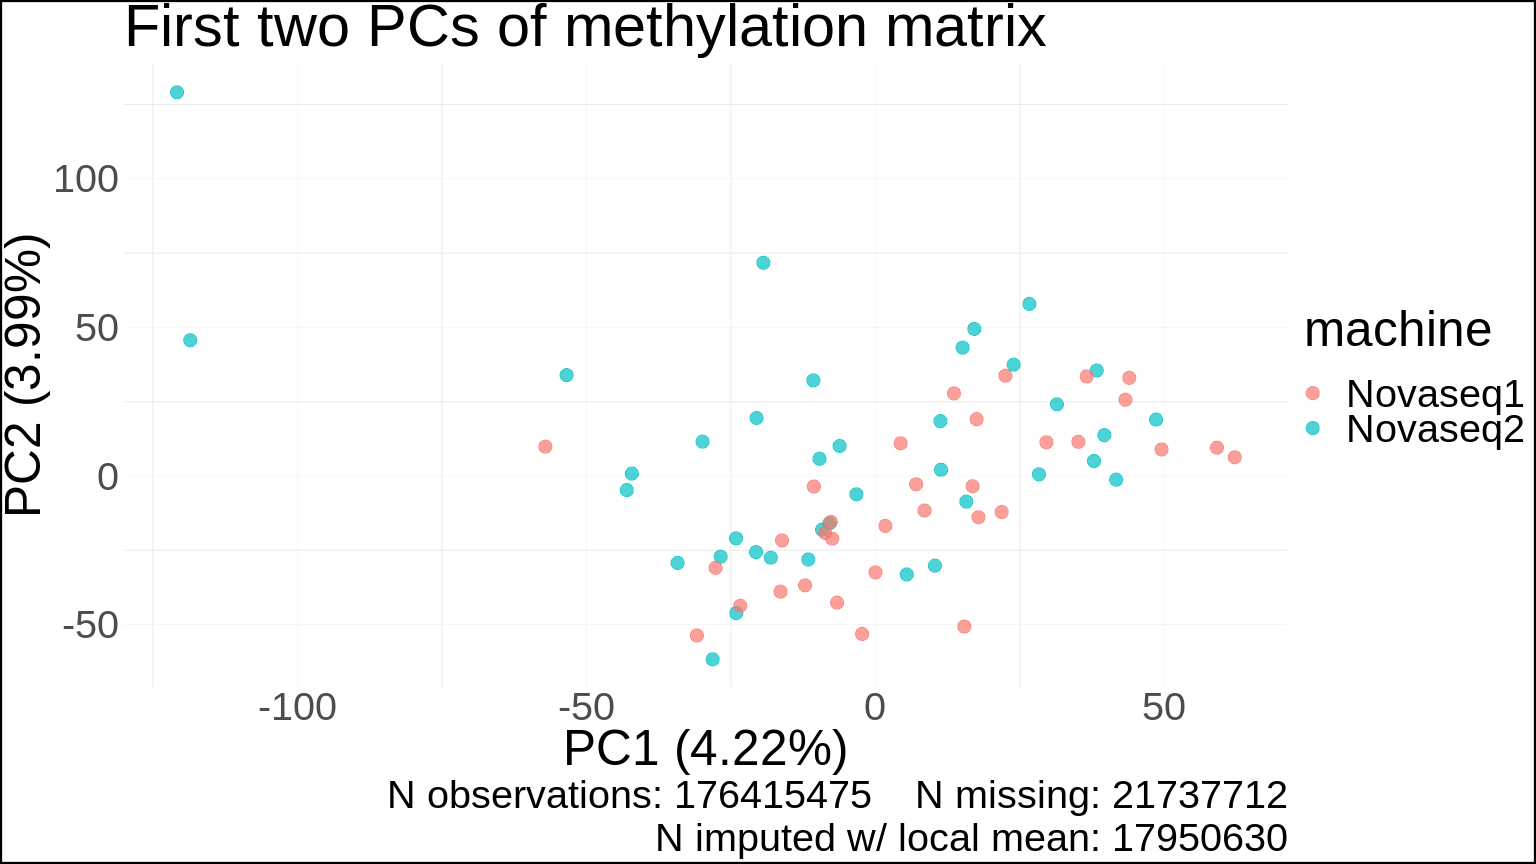 First two PCs of methylation matrix
100
50
0
-50
PC2 (3.99%)
-100
-50
0
50
PC1 (4.22%)
machine
Novaseq1
Novaseq2
N observations: 176415475    N missing: 21737712
N imputed w/ local mean: 17950630